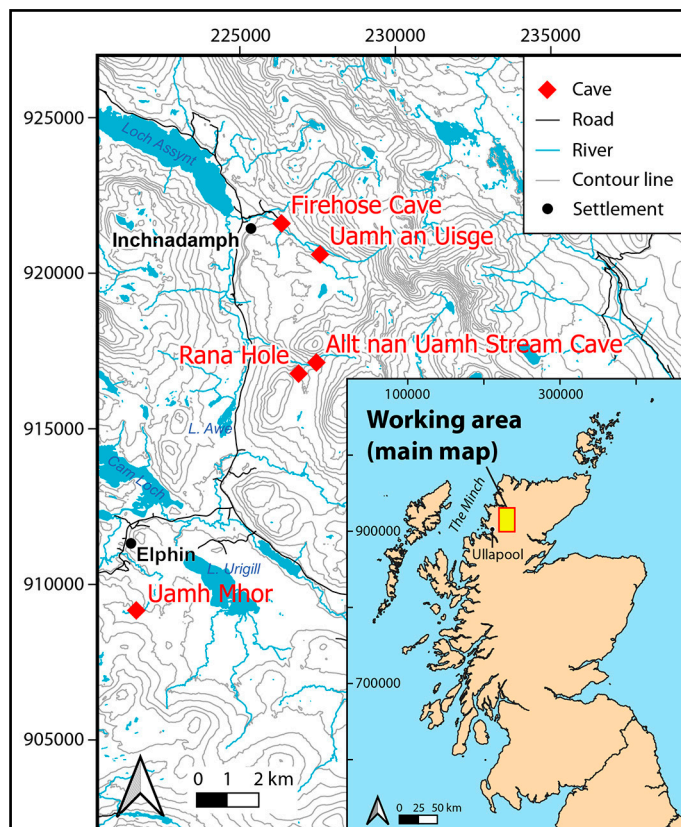 225000 230000 235000
925000
920000
915000
910000
905000
Cave
Road
River
Contour line
Settlement
Loch Assynt
Firehose Cave
Inchnadamph
Uamh an Uisge
Allt nan Uamh Stream Cave
Rana Hole
L. Awe
Cam Loch
Elphin
L. Urigill
Uamh Mhor
0 1 2 km
100000 300000
Working area
(main map)
The Minch
900000
Ullapool
700000
0 25 50 km